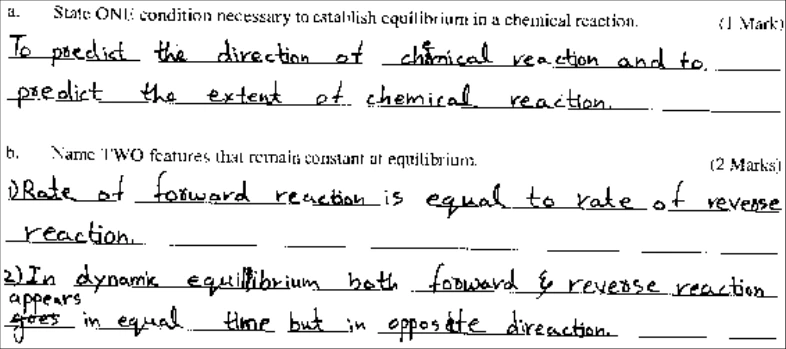 a. State ONE condition necessary to establish equilibrium in a chemical reaction. (1 Mark)
To predict the direction of chemical reaction and to
predict the extent of chemical reaction.
b. Name TWO features that remain constant at equilibrium. (2 Marks)
1) Rate of forward reaction is equal to rate of reverse
reaction.
2) In dynamic equilibrium both forward & reverse reaction
appears
goes in equal time but in opposite direaction.